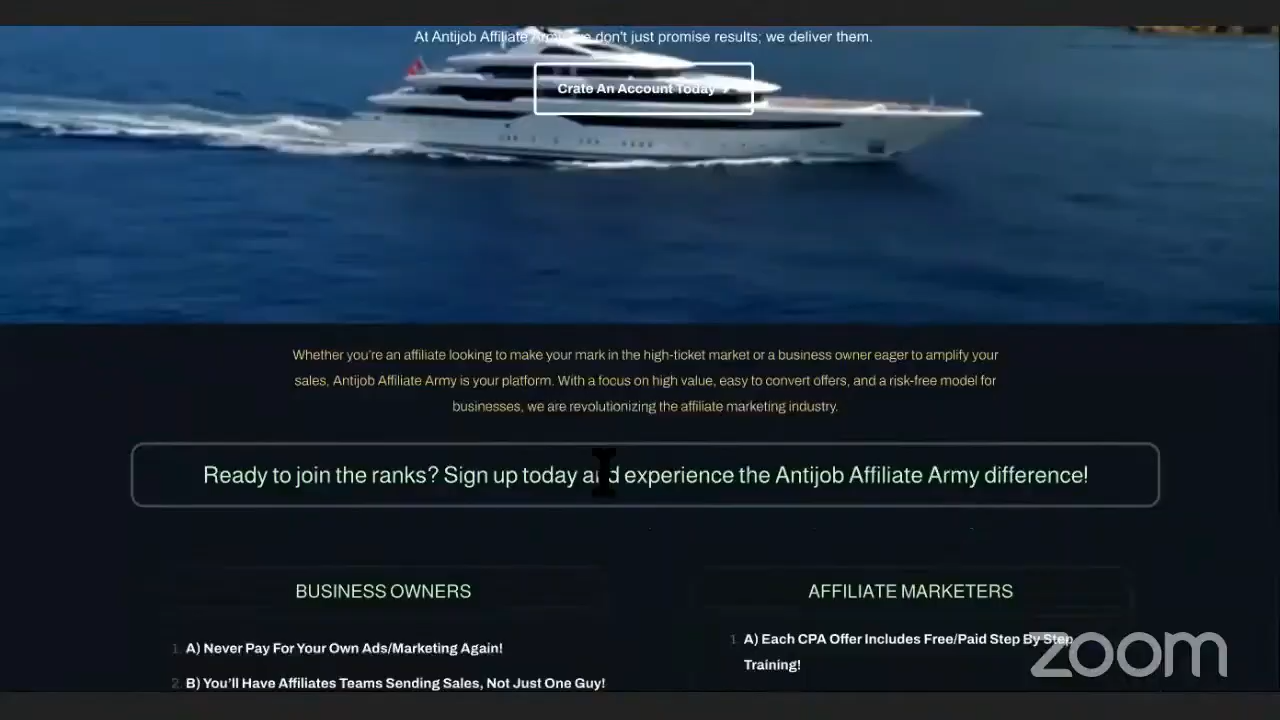 At Antijob Affiliate Army we don't just promise results; we deliver them.
Crate An Account Today
Whether you're an affiliate looking to make your mark in the high-ticket market or a business owner eager to amplify your
sales, Antijob Affiliate Army is your platform. With a focus on high value, easy to convert offers, and a risk-free model for
businesses, we are revolutionizing the affiliate marketing industry.
Ready to join the ranks? Sign up today and experience the Antijob Affiliate Army difference!
BUSINESS OWNERS
1. A) Never Pay For Your Own Ads/Marketing Again!
2. B) You'll Have Affiliates Teams Sending Sales, Not Just One Guy!
AFFILIATE MARKETERS
1. A) Each CPA Offer Includes Free/Paid Step By Step
Training!
zoom